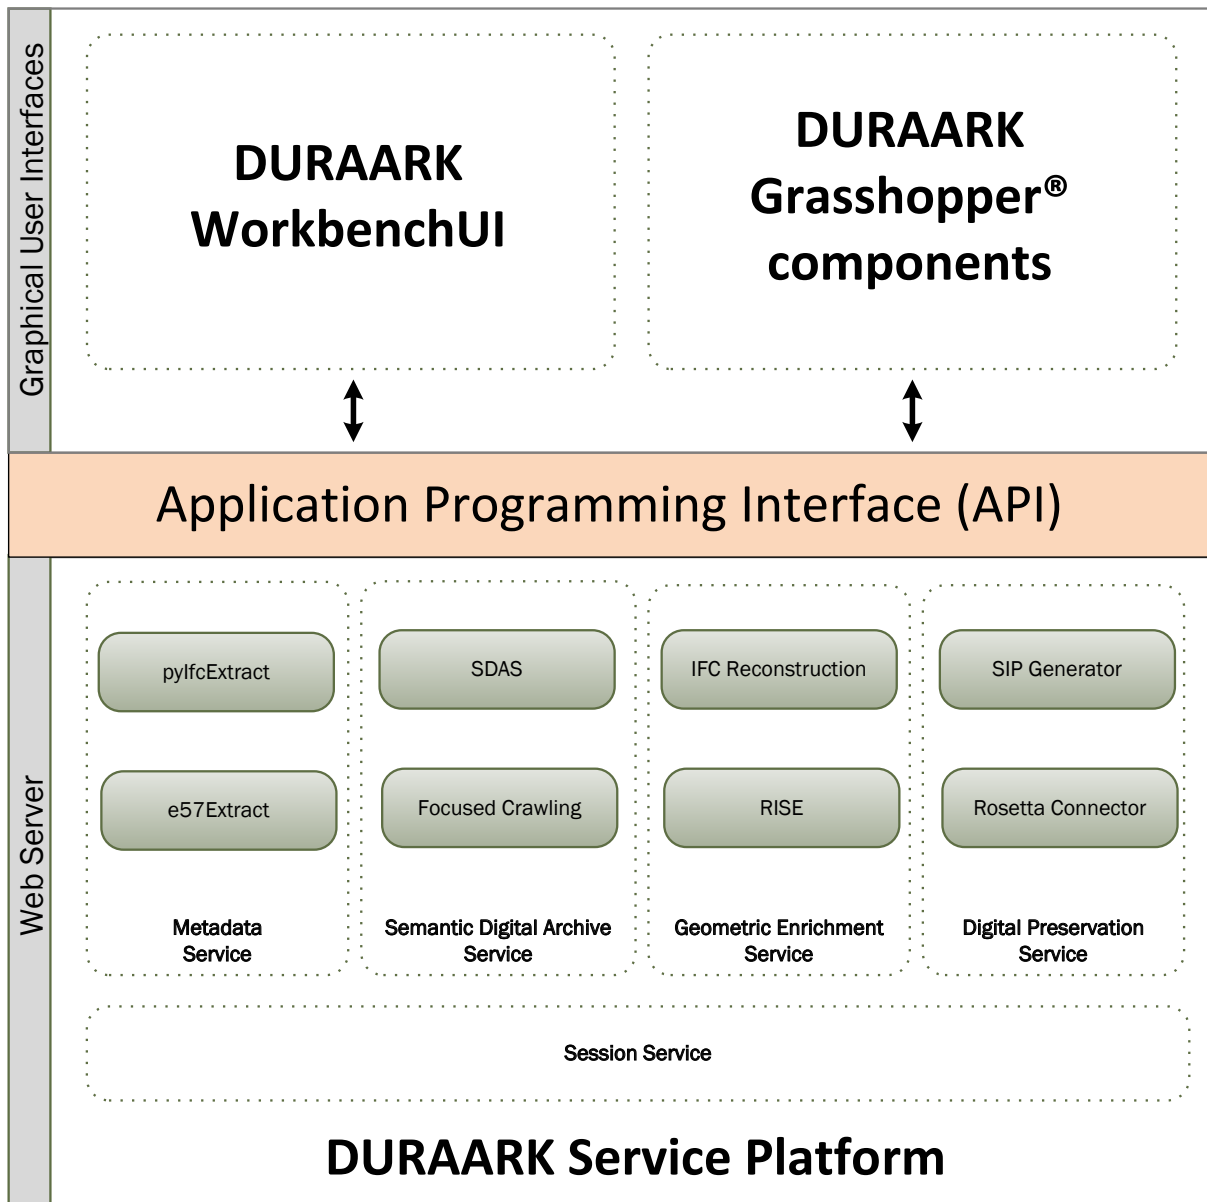 Graphical User Interfaces
DURAARK
WorkbenchUI
DURAARK
Grasshopper®
components
Application Programming Interface (API)
Web Server
pyIfcExtract
e57Extract
Metadata
Service
SDAS
Focused Crawling
Semantic Digital Archive
Service
IFC Reconstruction
RISE
Geometric Enrichment
Service
SIP Generator
Rosetta Connector
Digital Preservation
Service
Session Service
DURAARK Service Platform